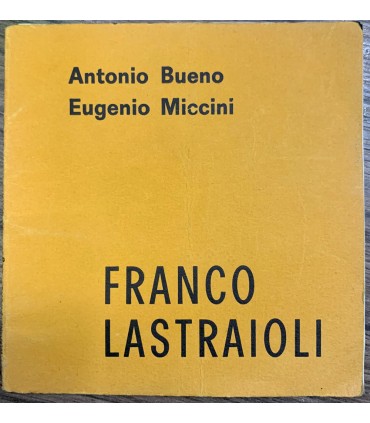 Antonio Bueno
Eugenio Miccini
FRANCO
LASTRAIOLI